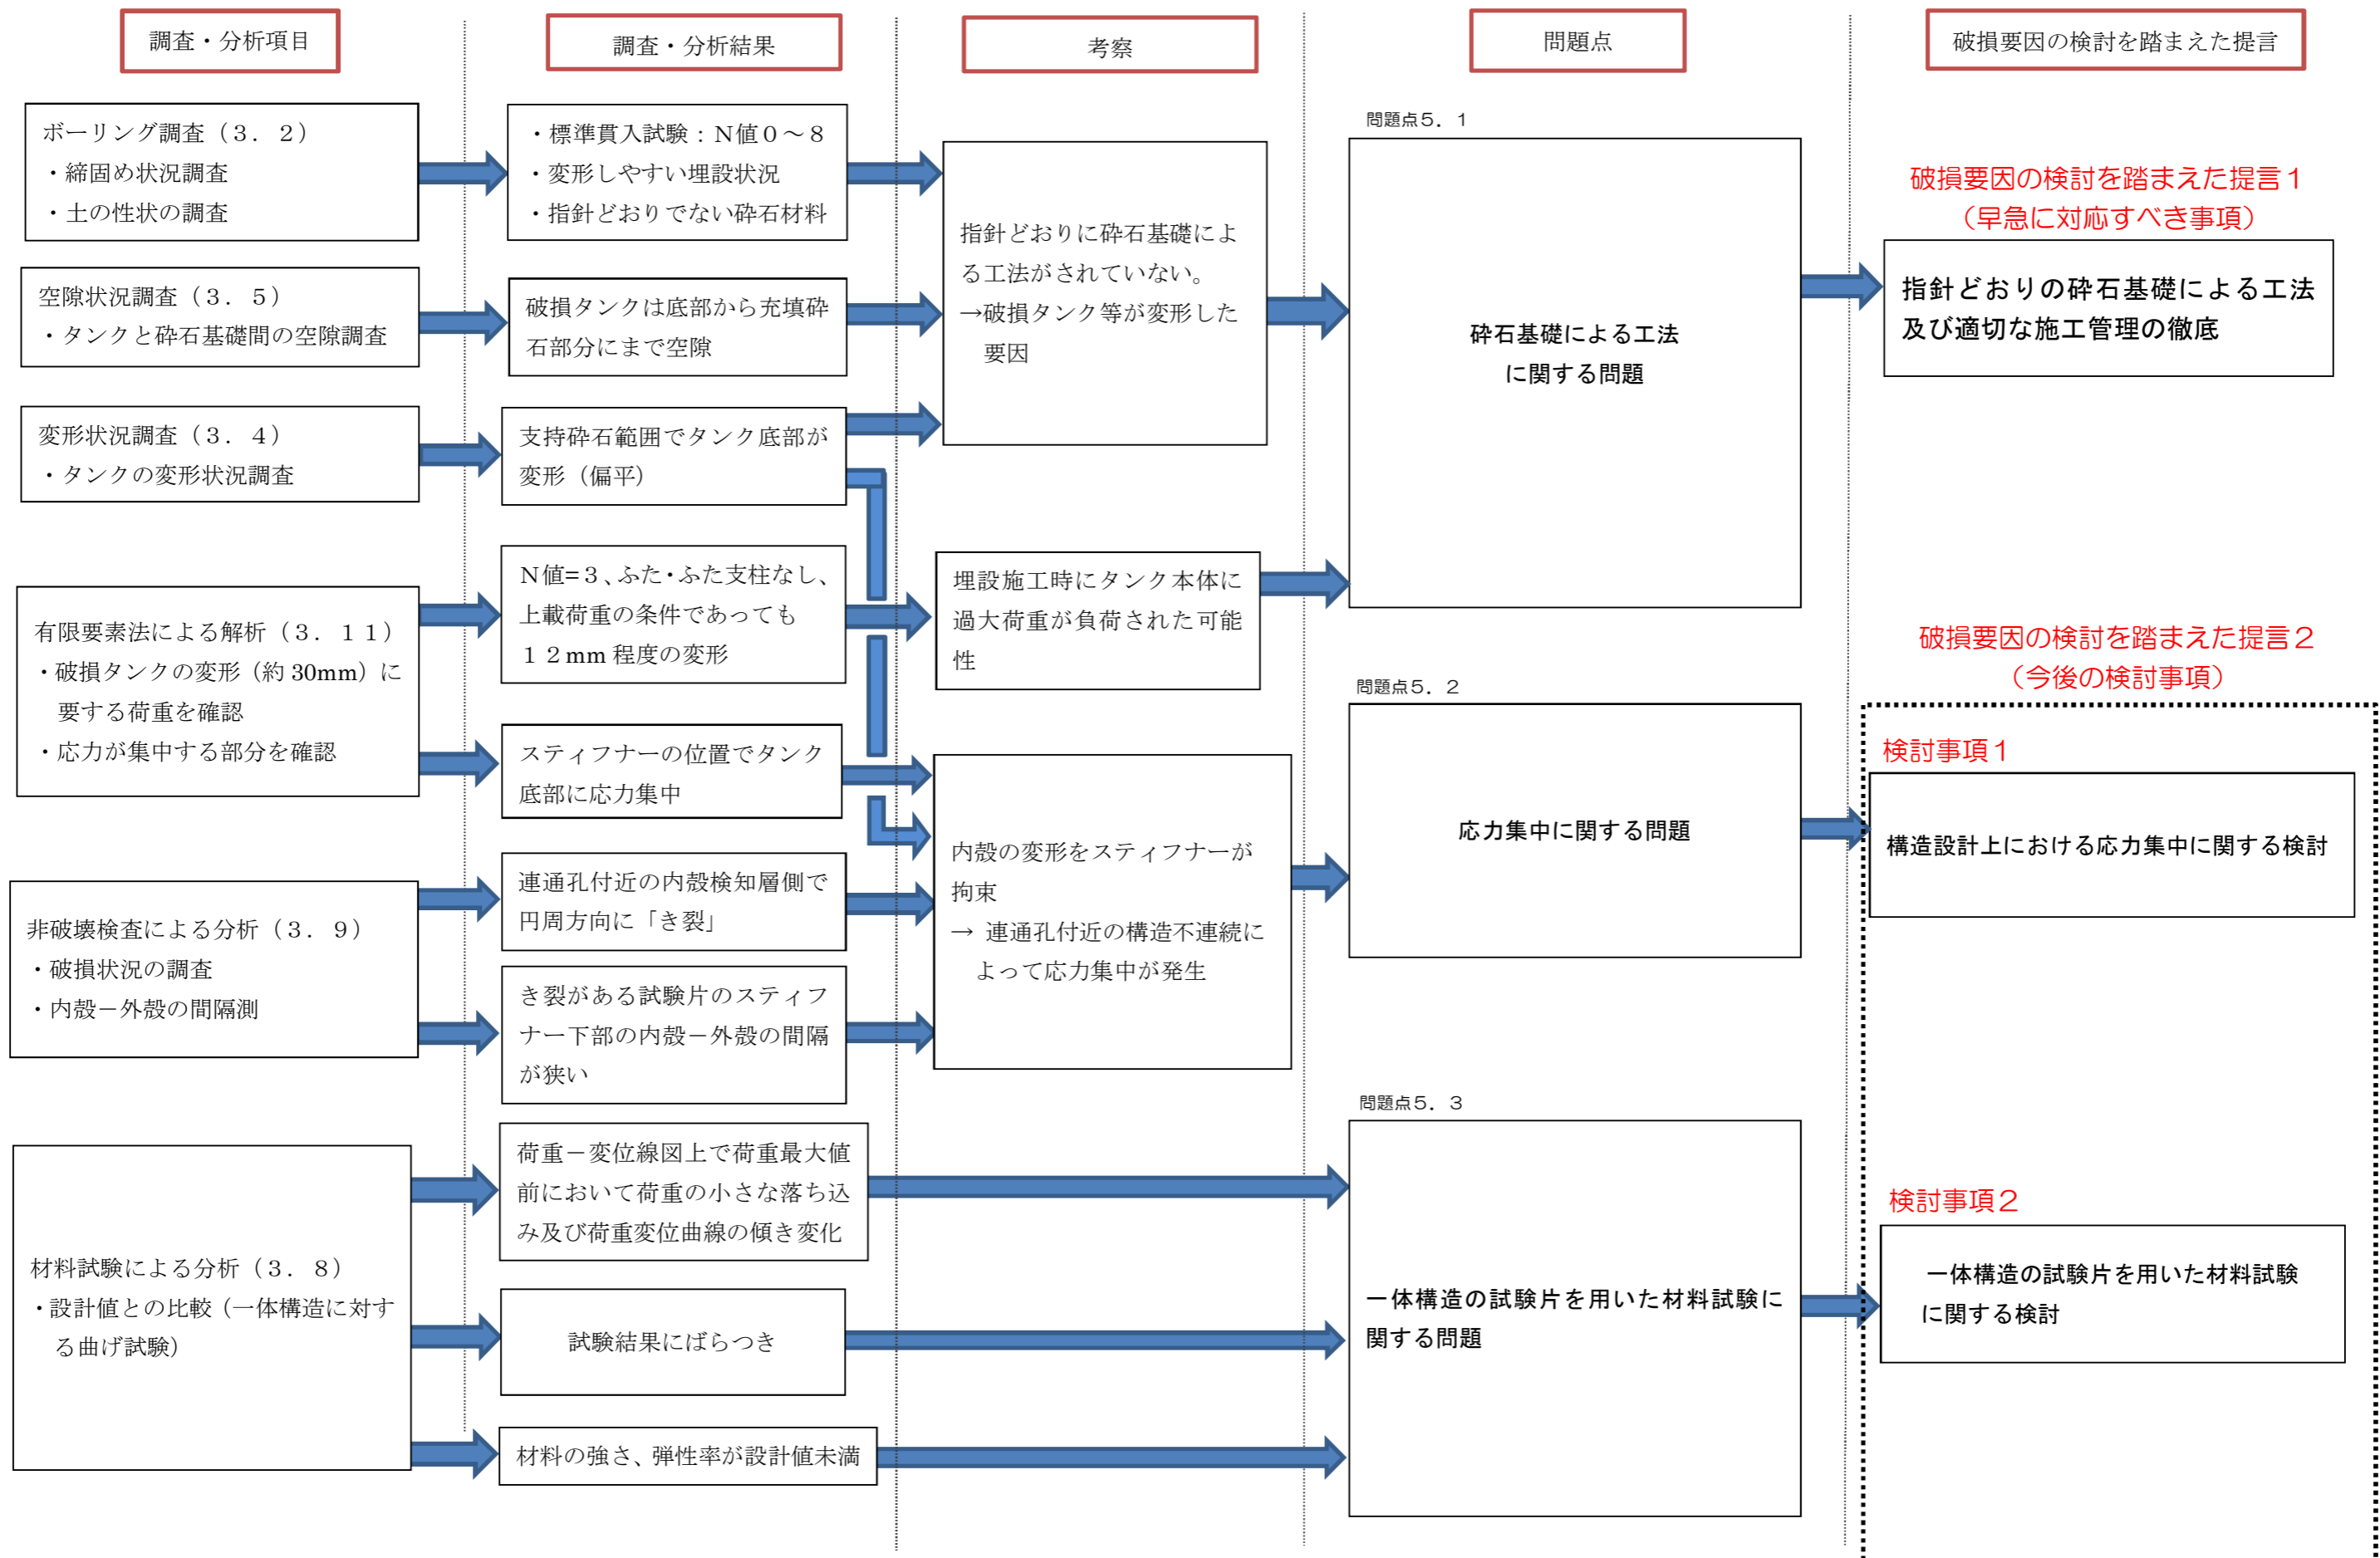 調査・分析項目
調査・分析結果
考察
問題点
破損要因の検討を踏まえた提言
ボーリング調査（３．２）
・締固め状況調査
・土の性状の調査
・標準貫入試験：Ｎ値０～８
・変形しやすい埋設状況
・指針どおりでない砕石材料
空隙状況調査（３．５）
・タンクと砕石基礎間の空隙調査
破損タンクは底部から充填砕
石部分にまで空隙
変形状況調査（３．４）
・タンクの変形状況調査
支持砕石範囲でタンク底部が
変形（偏平）
指針どおりに砕石基礎によ
る工法がされていない。
→破損タンク等が変形した
要因
問題点５．１
砕石基礎による工法
に関する問題
破損要因の検討を踏まえた提言１
（早急に対応すべき事項）
指針どおりの砕石基礎による工法
及び適切な施工管理の徹底
有限要素法による解析（３．１１）
・破損タンクの変形（約 30mm）に
要する荷重を確認
・応力が集中する部分を確認
Ｎ値=３、ふた・ふた支柱なし、
上載荷重の条件であっても
１２mm 程度の変形
スティフナーの位置でタンク
底部に応力集中
埋設施工時にタンク本体に
過大荷重が負荷された可能
性
非破壊検査による分析（３．９）
・破損状況の調査
・内殻－外殻の間隔測
連通孔付近の内殻検知層側で
円周方向に「き裂」
き裂がある試験片のスティフ
ナー下部の内殻－外殻の間隔
が狭い
内殻の変形をスティフナーが
拘束
→ 連通孔付近の構造不連続に
よって応力集中が発生
問題点５．２
応力集中に関する問題
破損要因の検討を踏まえた提言２
（今後の検討事項）
検討事項１
構造設計上における応力集中に関する検討
材料試験による分析（３．８）
・設計値との比較（一体構造に対す
る曲げ試験）
荷重－変位線図上で荷重最大値
前において荷重の小さな落ち込
み及び荷重変位曲線の傾き変化
試験結果にばらつき
材料の強さ、弾性率が設計値未満
問題点５．３
一体構造の試験片を用いた材料試験に
関する問題
検討事項２
一体構造の試験片を用いた材料試験
に関する検討